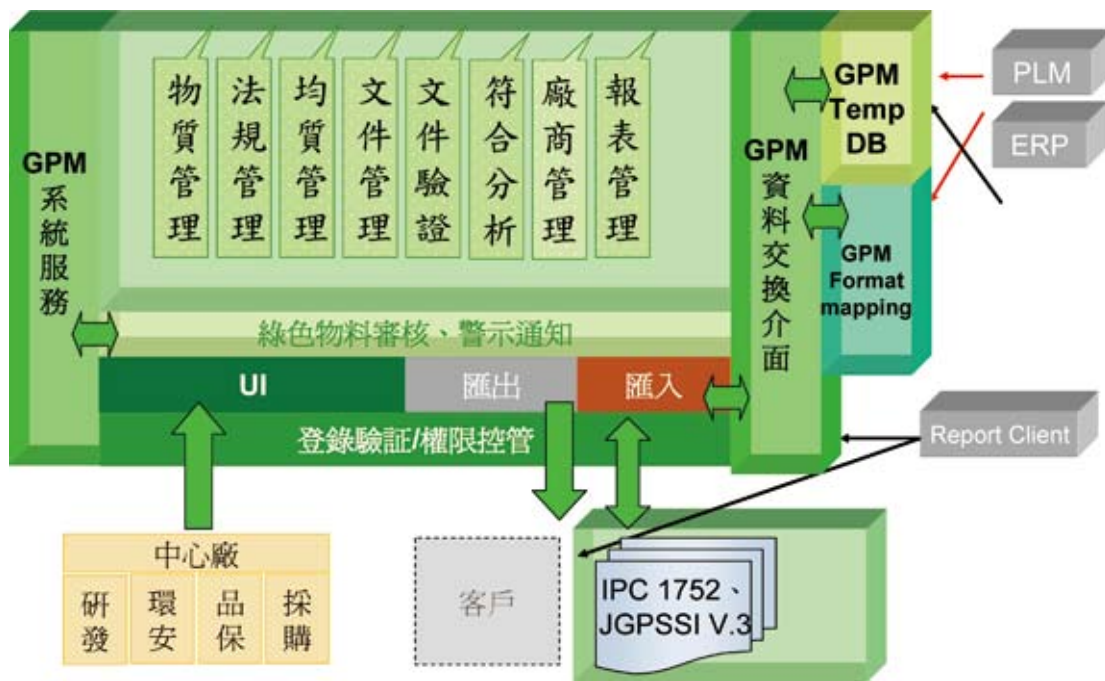 物質管理
法規管理
均質管理
文件管理
文件驗證
符合分析
廠商管理
報表管理
GPM
系統服務
GPM
資料交換介面
GPM
Temp
DB
GPM
Format
mapping
PLM
ERP
綠色物料審核、警示通知
UI
匯出
匯入
登錄驗証/權限控管
Report Client
中心廠
研發
環安
品保
採購
客戶
IPC 1752、
JGPSSI V.3